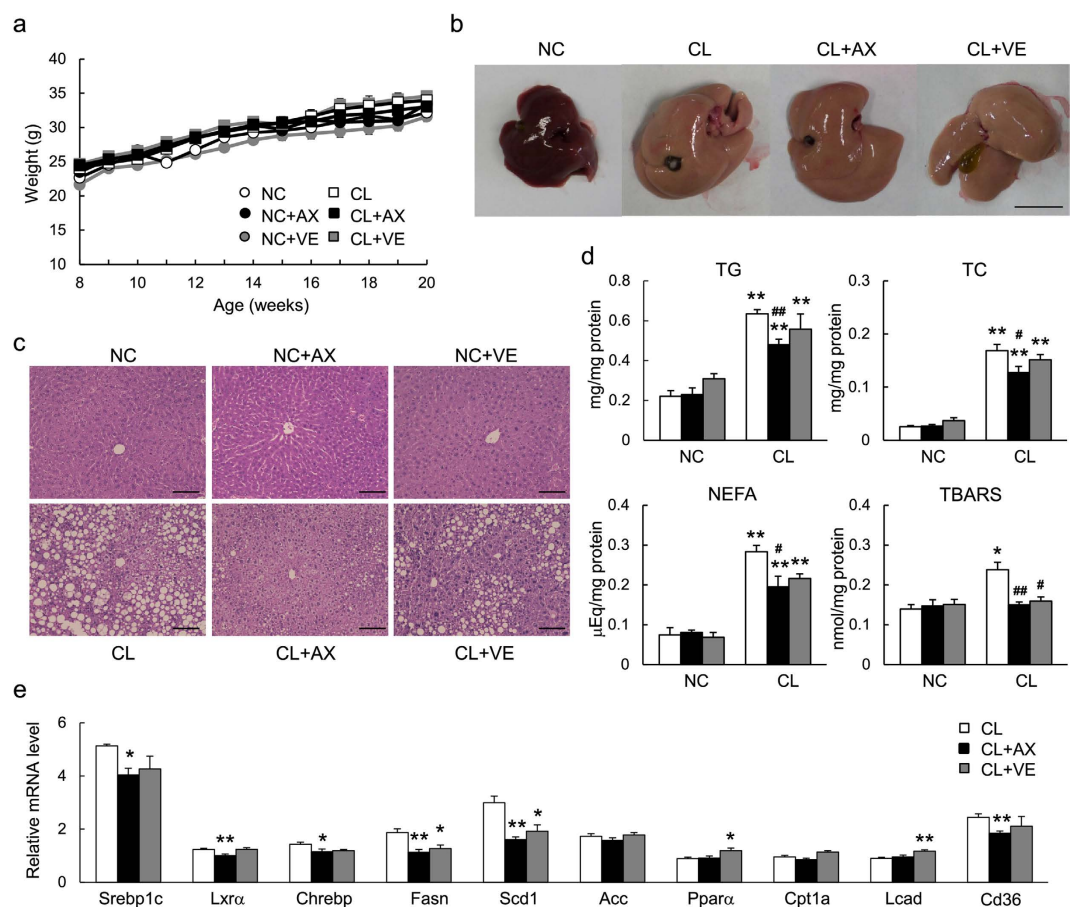 a
Weight (g)
40
35
30
25
20
15
10
8 10 12 14 16 18 20
Age (weeks)
NC CL
NC+AX CL+AX
NC+VE CL+VE
b
NC CL CL+AX CL+VE
c
NC NC+AX NC+VE
CL CL+AX CL+VE
d
TG
mg/mg protein
0.8
0.6
0.4
0.2
0
** ## ** **
NC CL
TC
mg/mg protein
0.3
0.2
0.1
0
** # ** **
NC CL
NEFA
µEq/mg protein
0.4
0.3
0.2
0.1
0
** # ** **
NC CL
TBARS
nmol/mg protein
0.4
0.3
0.2
0.1
0
* ## #
NC CL
e
Relative mRNA level
6
4
2
0
* ** * ** * ** * * ** **
Srebp1c Lxrα Chrebp Fasn Scd1 Acc Pparα Cpt1a Lcad Cd36
CL
CL+AX
CL+VE